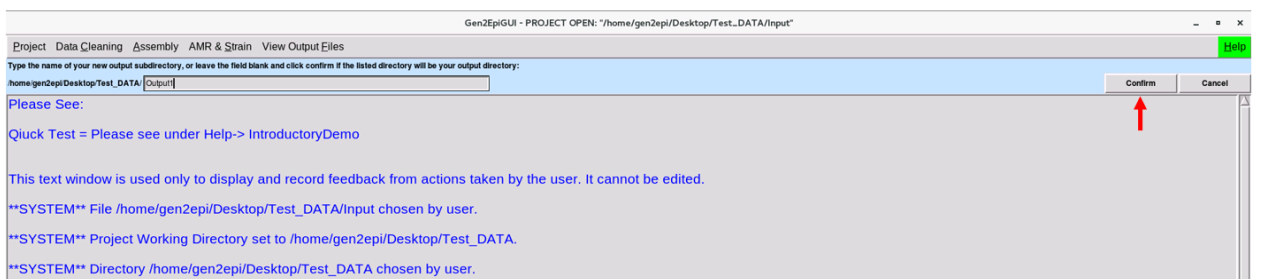 Gen2EpiGUI - PROJECT OPEN: "/home/gen2epi/Desktop/Test_DATA/Input"
Project Data Cleaning Assembly AMR & Strain View Output Files Help
Type the name of your new output subdirectory, or leave the field blank and click confirm if the listed directory will be your output directory:
/home/gen2epi/Desktop/Test_DATA/ Output1 Confirm Cancel
Please See:
Qiuck Test = Please see under Help-> IntroductoryDemo
This text window is used only to display and record feedback from actions taken by the user. It cannot be edited.
**SYSTEM** File /home/gen2epi/Desktop/Test_DATA/Input chosen by user.
**SYSTEM** Project Working Directory set to /home/gen2epi/Desktop/Test_DATA.
**SYSTEM** Directory /home/gen2epi/Desktop/Test_DATA chosen by user.